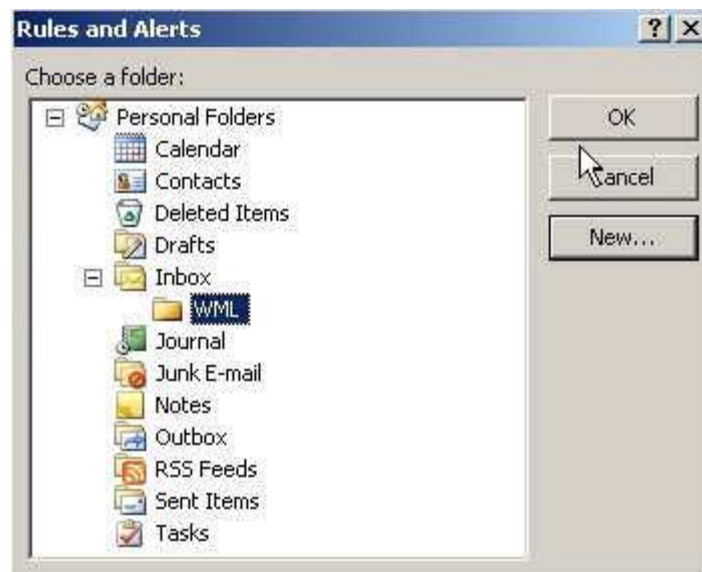 Rules and Alerts
Choose a folder:
Personal Folders
Calendar
Contacts
Deleted Items
Drafts
Inbox
WML
Journal
Junk E-mail
Notes
Outbox
RSS Feeds
Sent Items
Tasks
OK
Cancel
New...